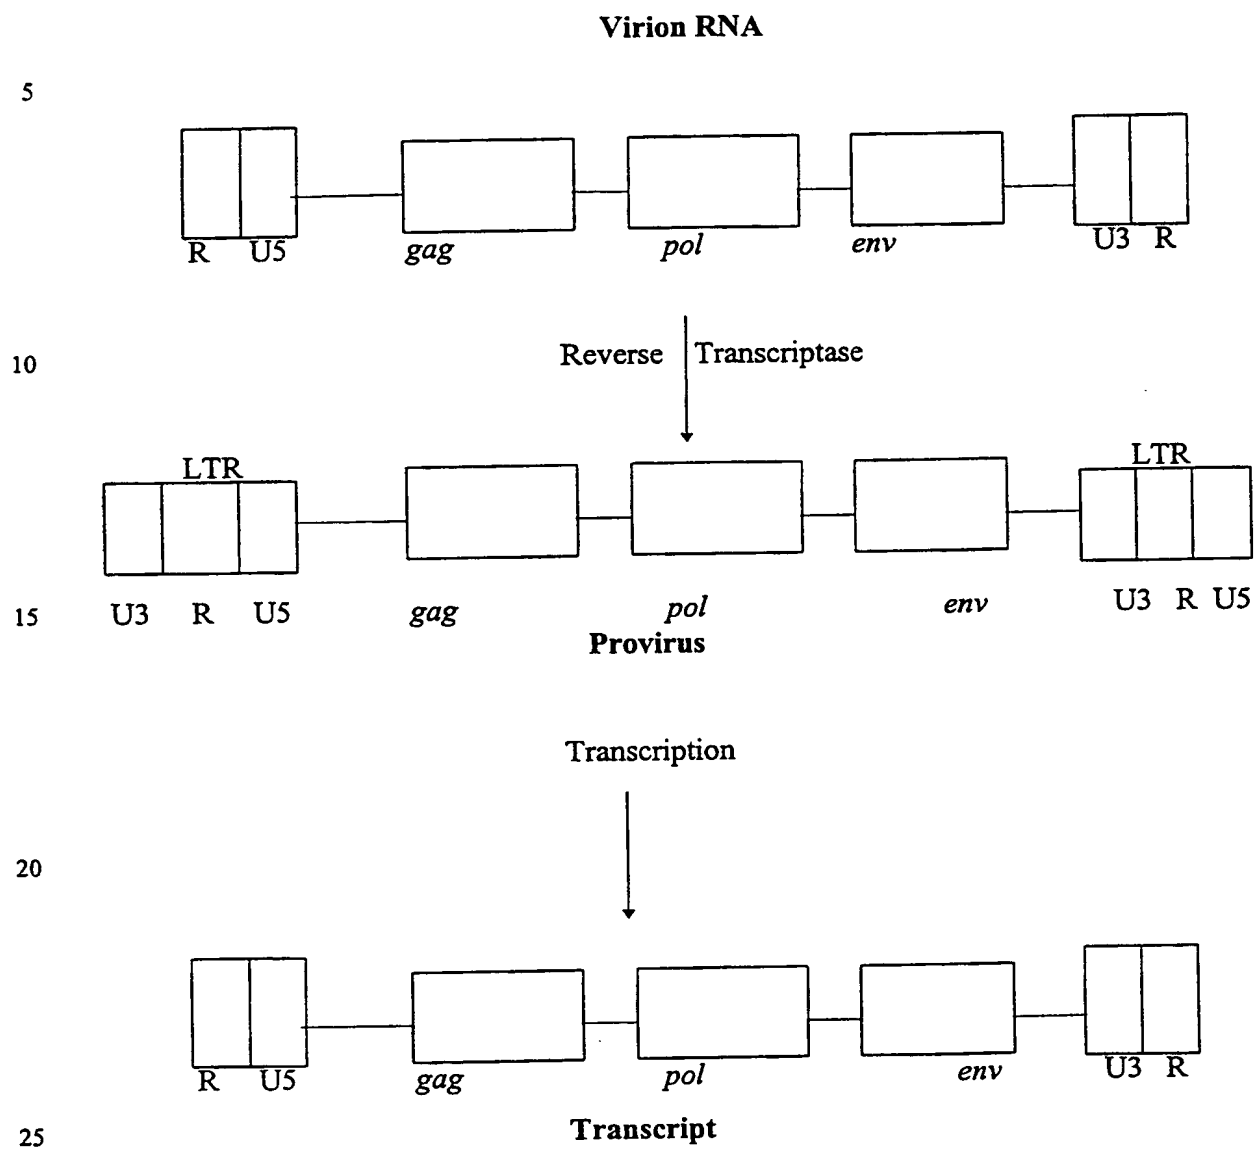 Virion RNA
5
R U5 gag pol env U3 R
10
Reverse Transcriptase
LTR LTR
15
U3 R U5 gag pol env U3 R U5
Provirus
Transcription
20
R U5 gag pol env U3 R
25
Transcript